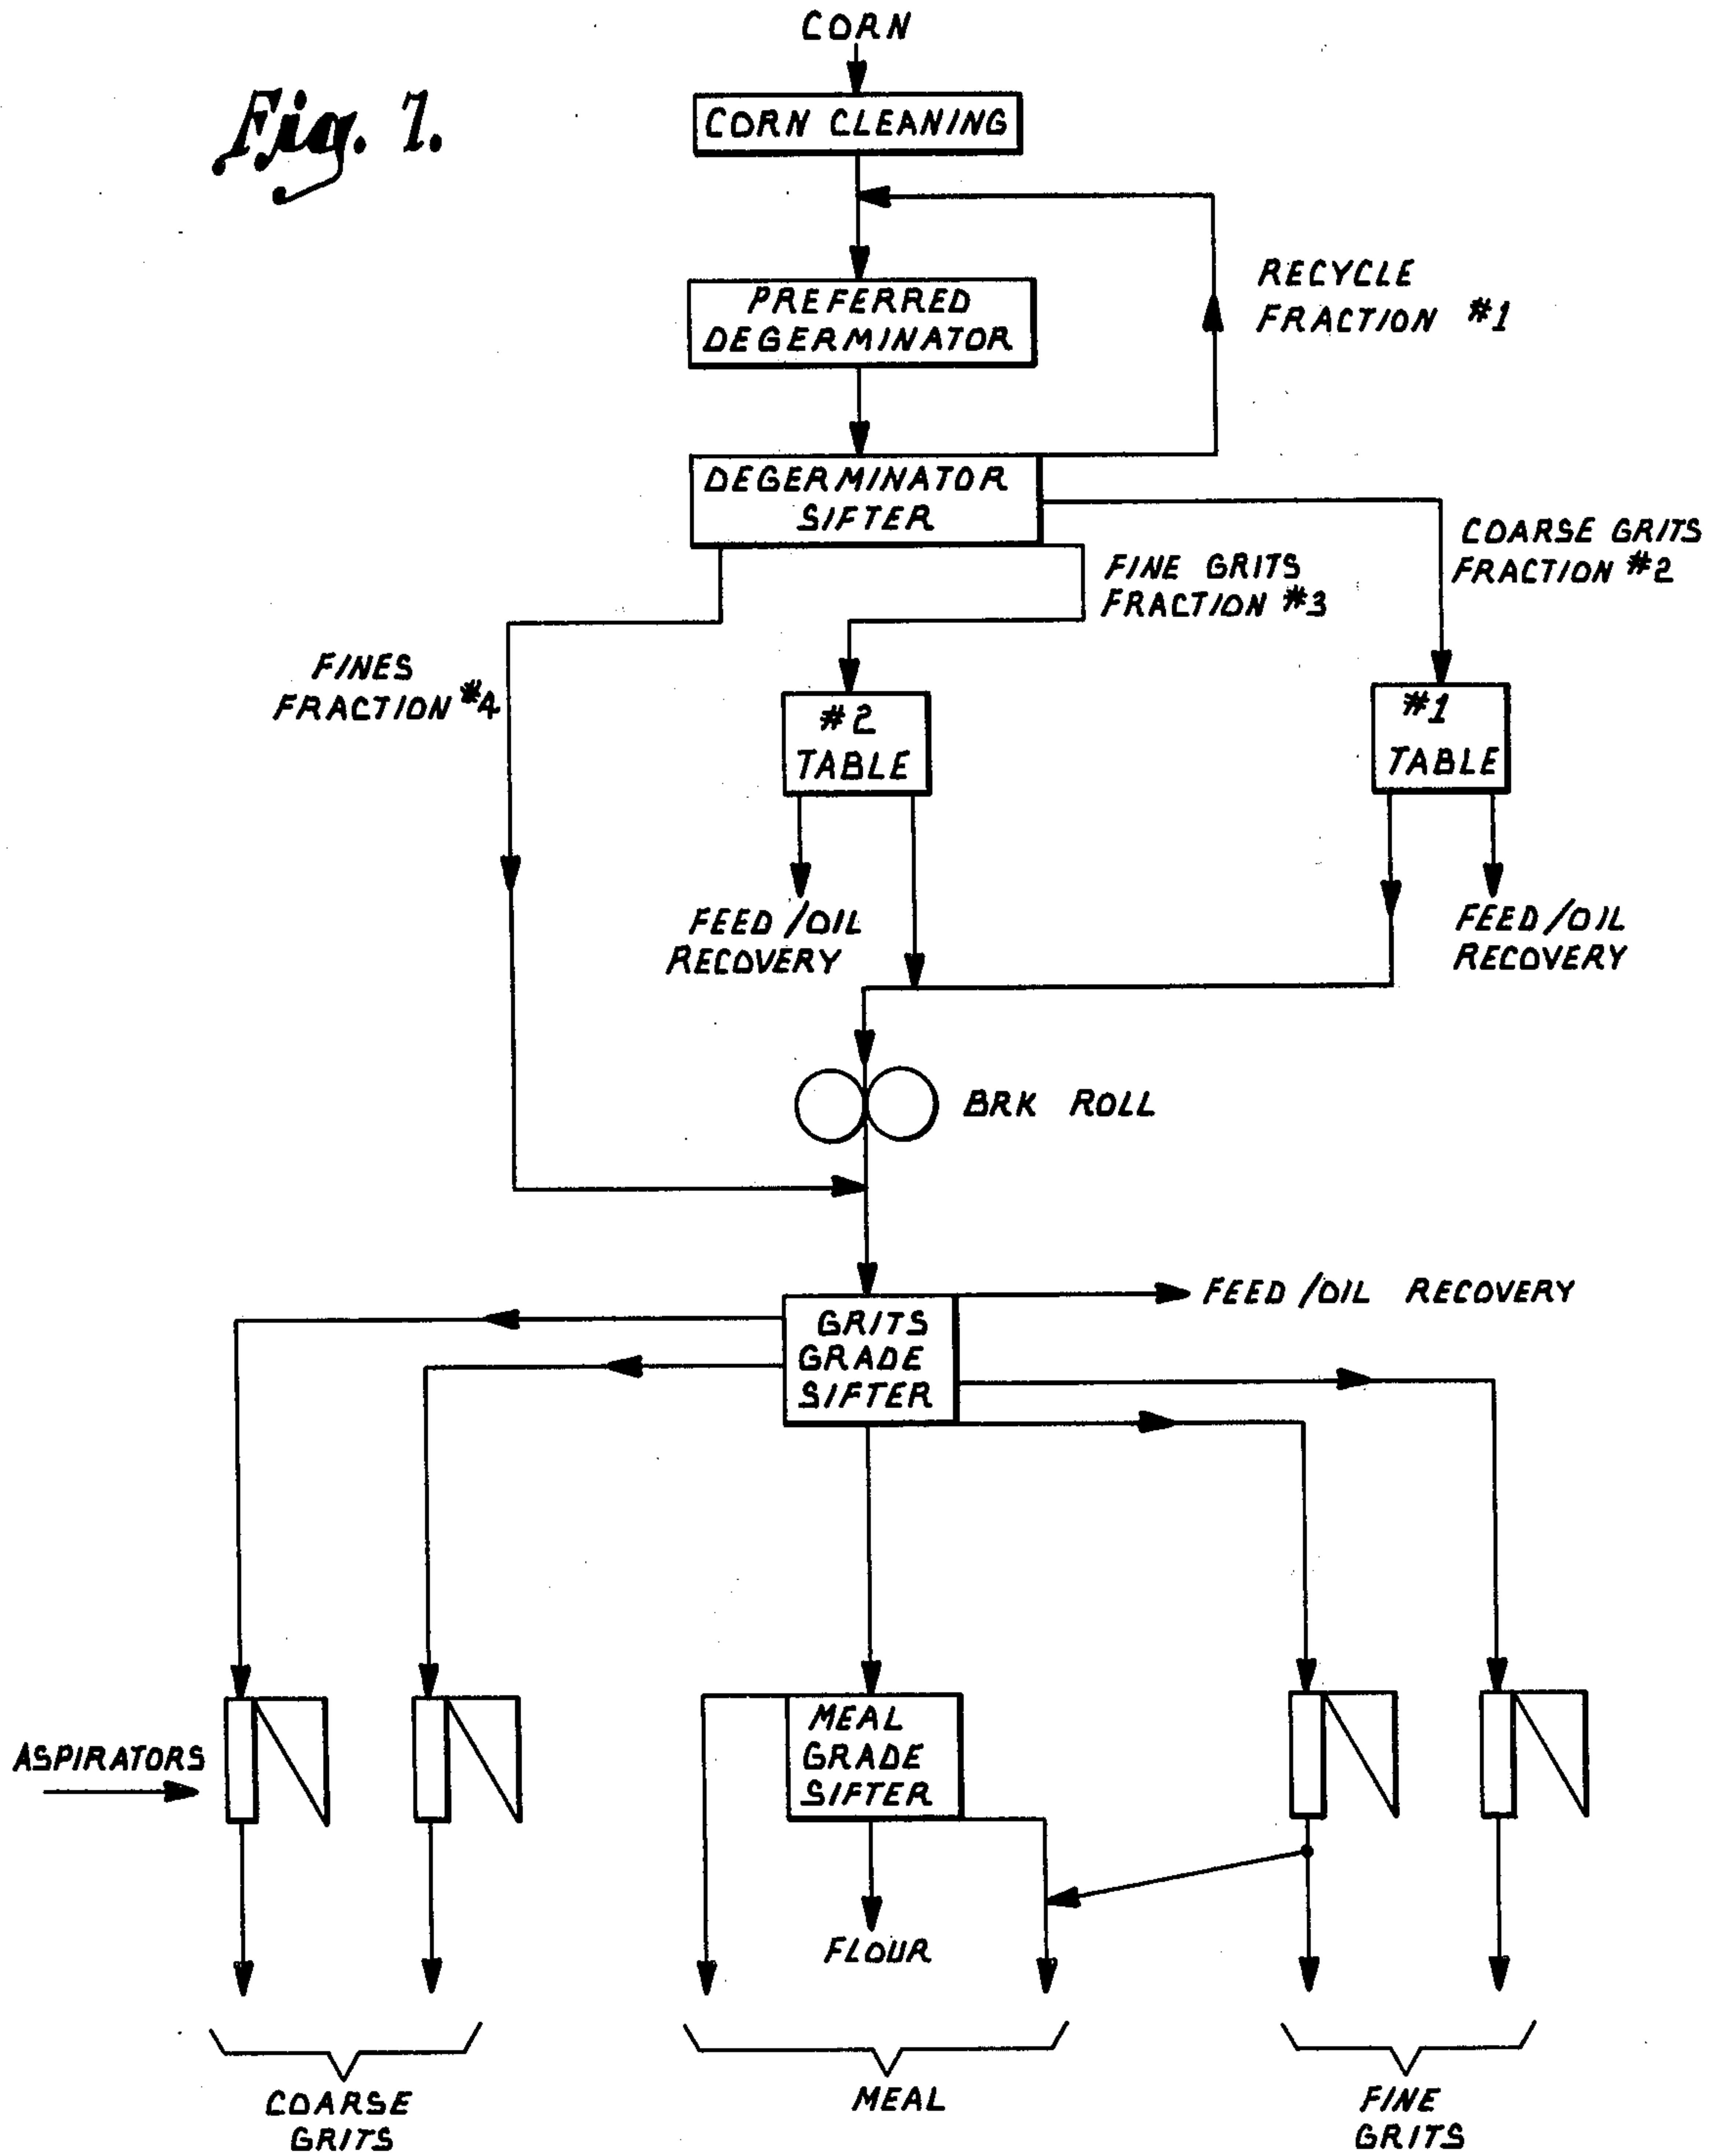 Fig. 7.
CORN
CORN CLEANING
RECYCLE
FRACTION #1
PREFERRED
DEGERMINATOR
DEGERMINATOR
SIFTER
COARSE GRITS
FRACTION #2
FINE GRITS
FRACTION #3
FINES
FRACTION #4
#2
TABLE
#1
TABLE
FEED/OIL
RECOVERY
FEED/OIL
RECOVERY
BRK ROLL
FEED/OIL RECOVERY
GRITS
GRADE
SIFTER
ASPIRATORS
MEAL
GRADE
SIFTER
FLOUR
COARSE
GRITS
MEAL
FINE
GRITS